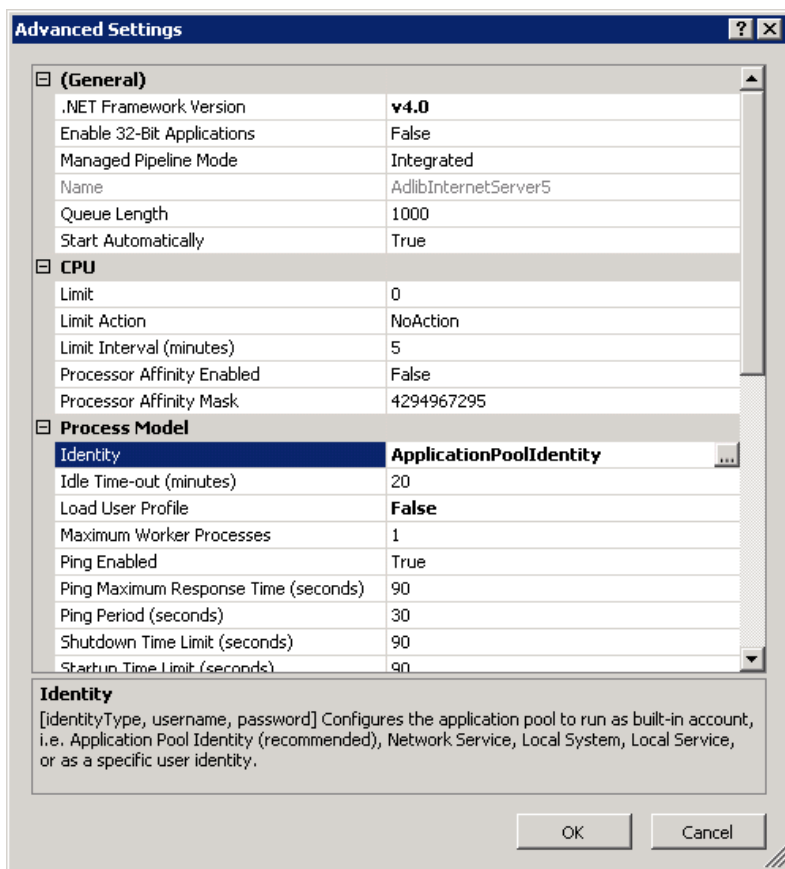 Advanced Settings
(General)
.NET Framework Version v4.0
Enable 32-Bit Applications False
Managed Pipeline Mode Integrated
Name AdlibInternetServer5
Queue Length 1000
Start Automatically True
CPU
Limit 0
Limit Action NoAction
Limit Interval (minutes) 5
Processor Affinity Enabled False
Processor Affinity Mask 4294967295
Process Model
Identity ApplicationPoolIdentity ...
Idle Time-out (minutes) 20
Load User Profile False
Maximum Worker Processes 1
Ping Enabled True
Ping Maximum Response Time (seconds) 90
Ping Period (seconds) 30
Shutdown Time Limit (seconds) 90
Startup Time Limit (seconds) 90
Identity
[identityType, username, password] Configures the application pool to run as built-in account,
i.e. Application Pool Identity (recommended), Network Service, Local System, Local Service,
or as a specific user identity.
OK Cancel